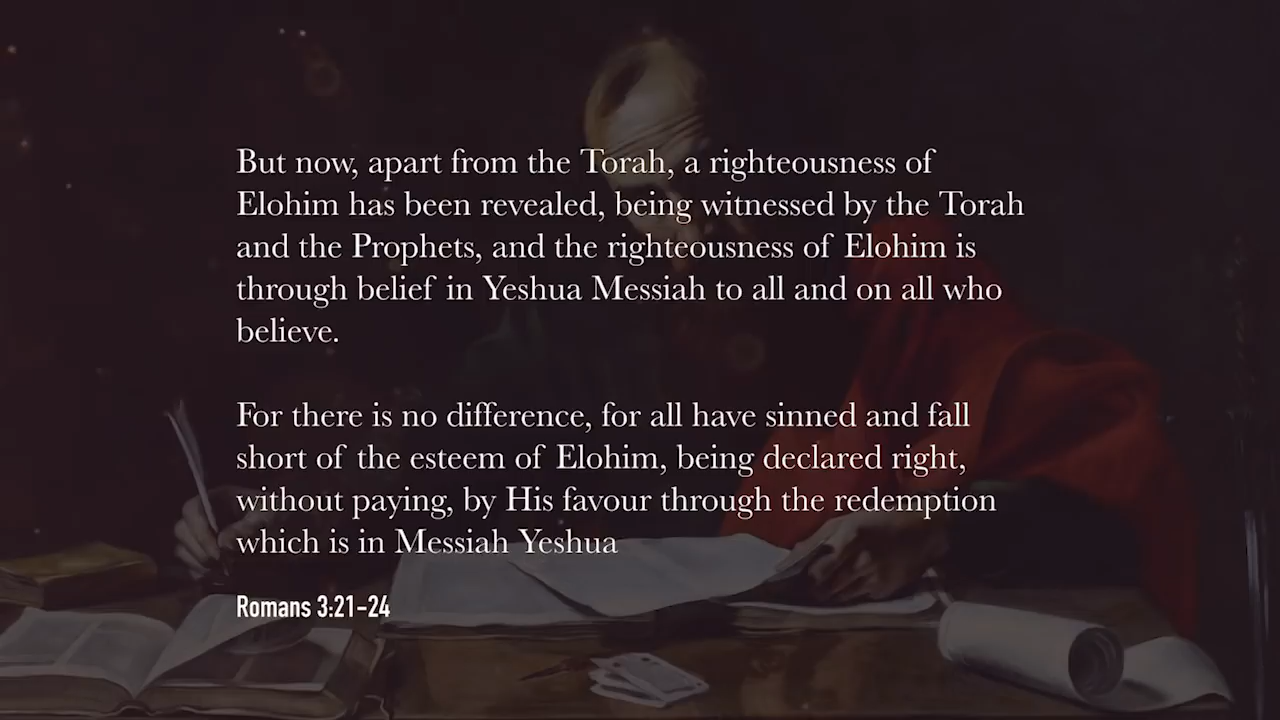 But now, apart from the Torah, a righteousness of
Elohim has been revealed, being witnessed by the Torah
and the Prophets, and the righteousness of Elohim is
through belief in Yeshua Messiah to all and on all who
believe.
For there is no difference, for all have sinned and fall
short of the esteem of Elohim, being declared right,
without paying, by His favour through the redemption
which is in Messiah Yeshua
Romans 3:21-24